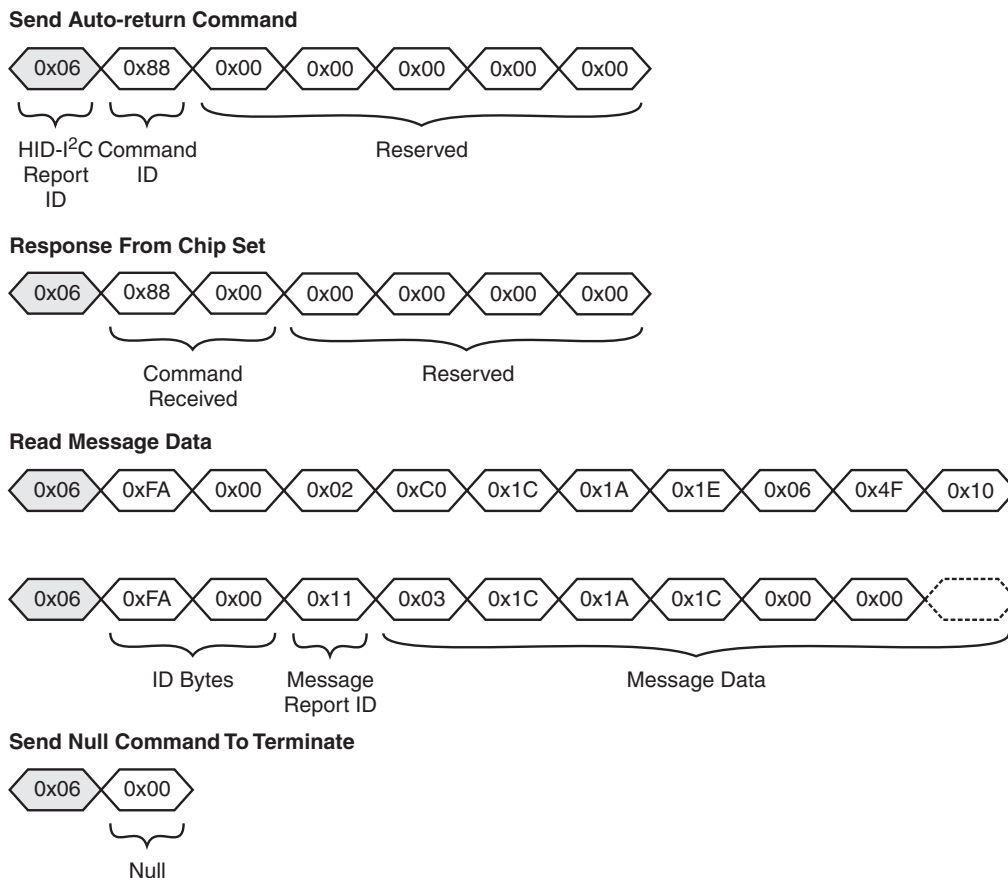 Send Auto-return Command
0x06 0x88 0x00 0x00 0x00 0x00 0x00
HID-I²C Report ID
Command ID
Reserved
Response From Chip Set
0x06 0x88 0x00 0x00 0x00 0x00 0x00
Command Received
Reserved
Read Message Data
0x06 0xFA 0x00 0x02 0xC0 0x1C 0x1A 0x1E 0x06 0x4F 0x10
0x06 0xFA 0x00 0x11 0x03 0x1C 0x1A 0x1C 0x00 0x00
ID Bytes
Message Report ID
Message Data
Send Null Command To Terminate
0x06 0x00
Null